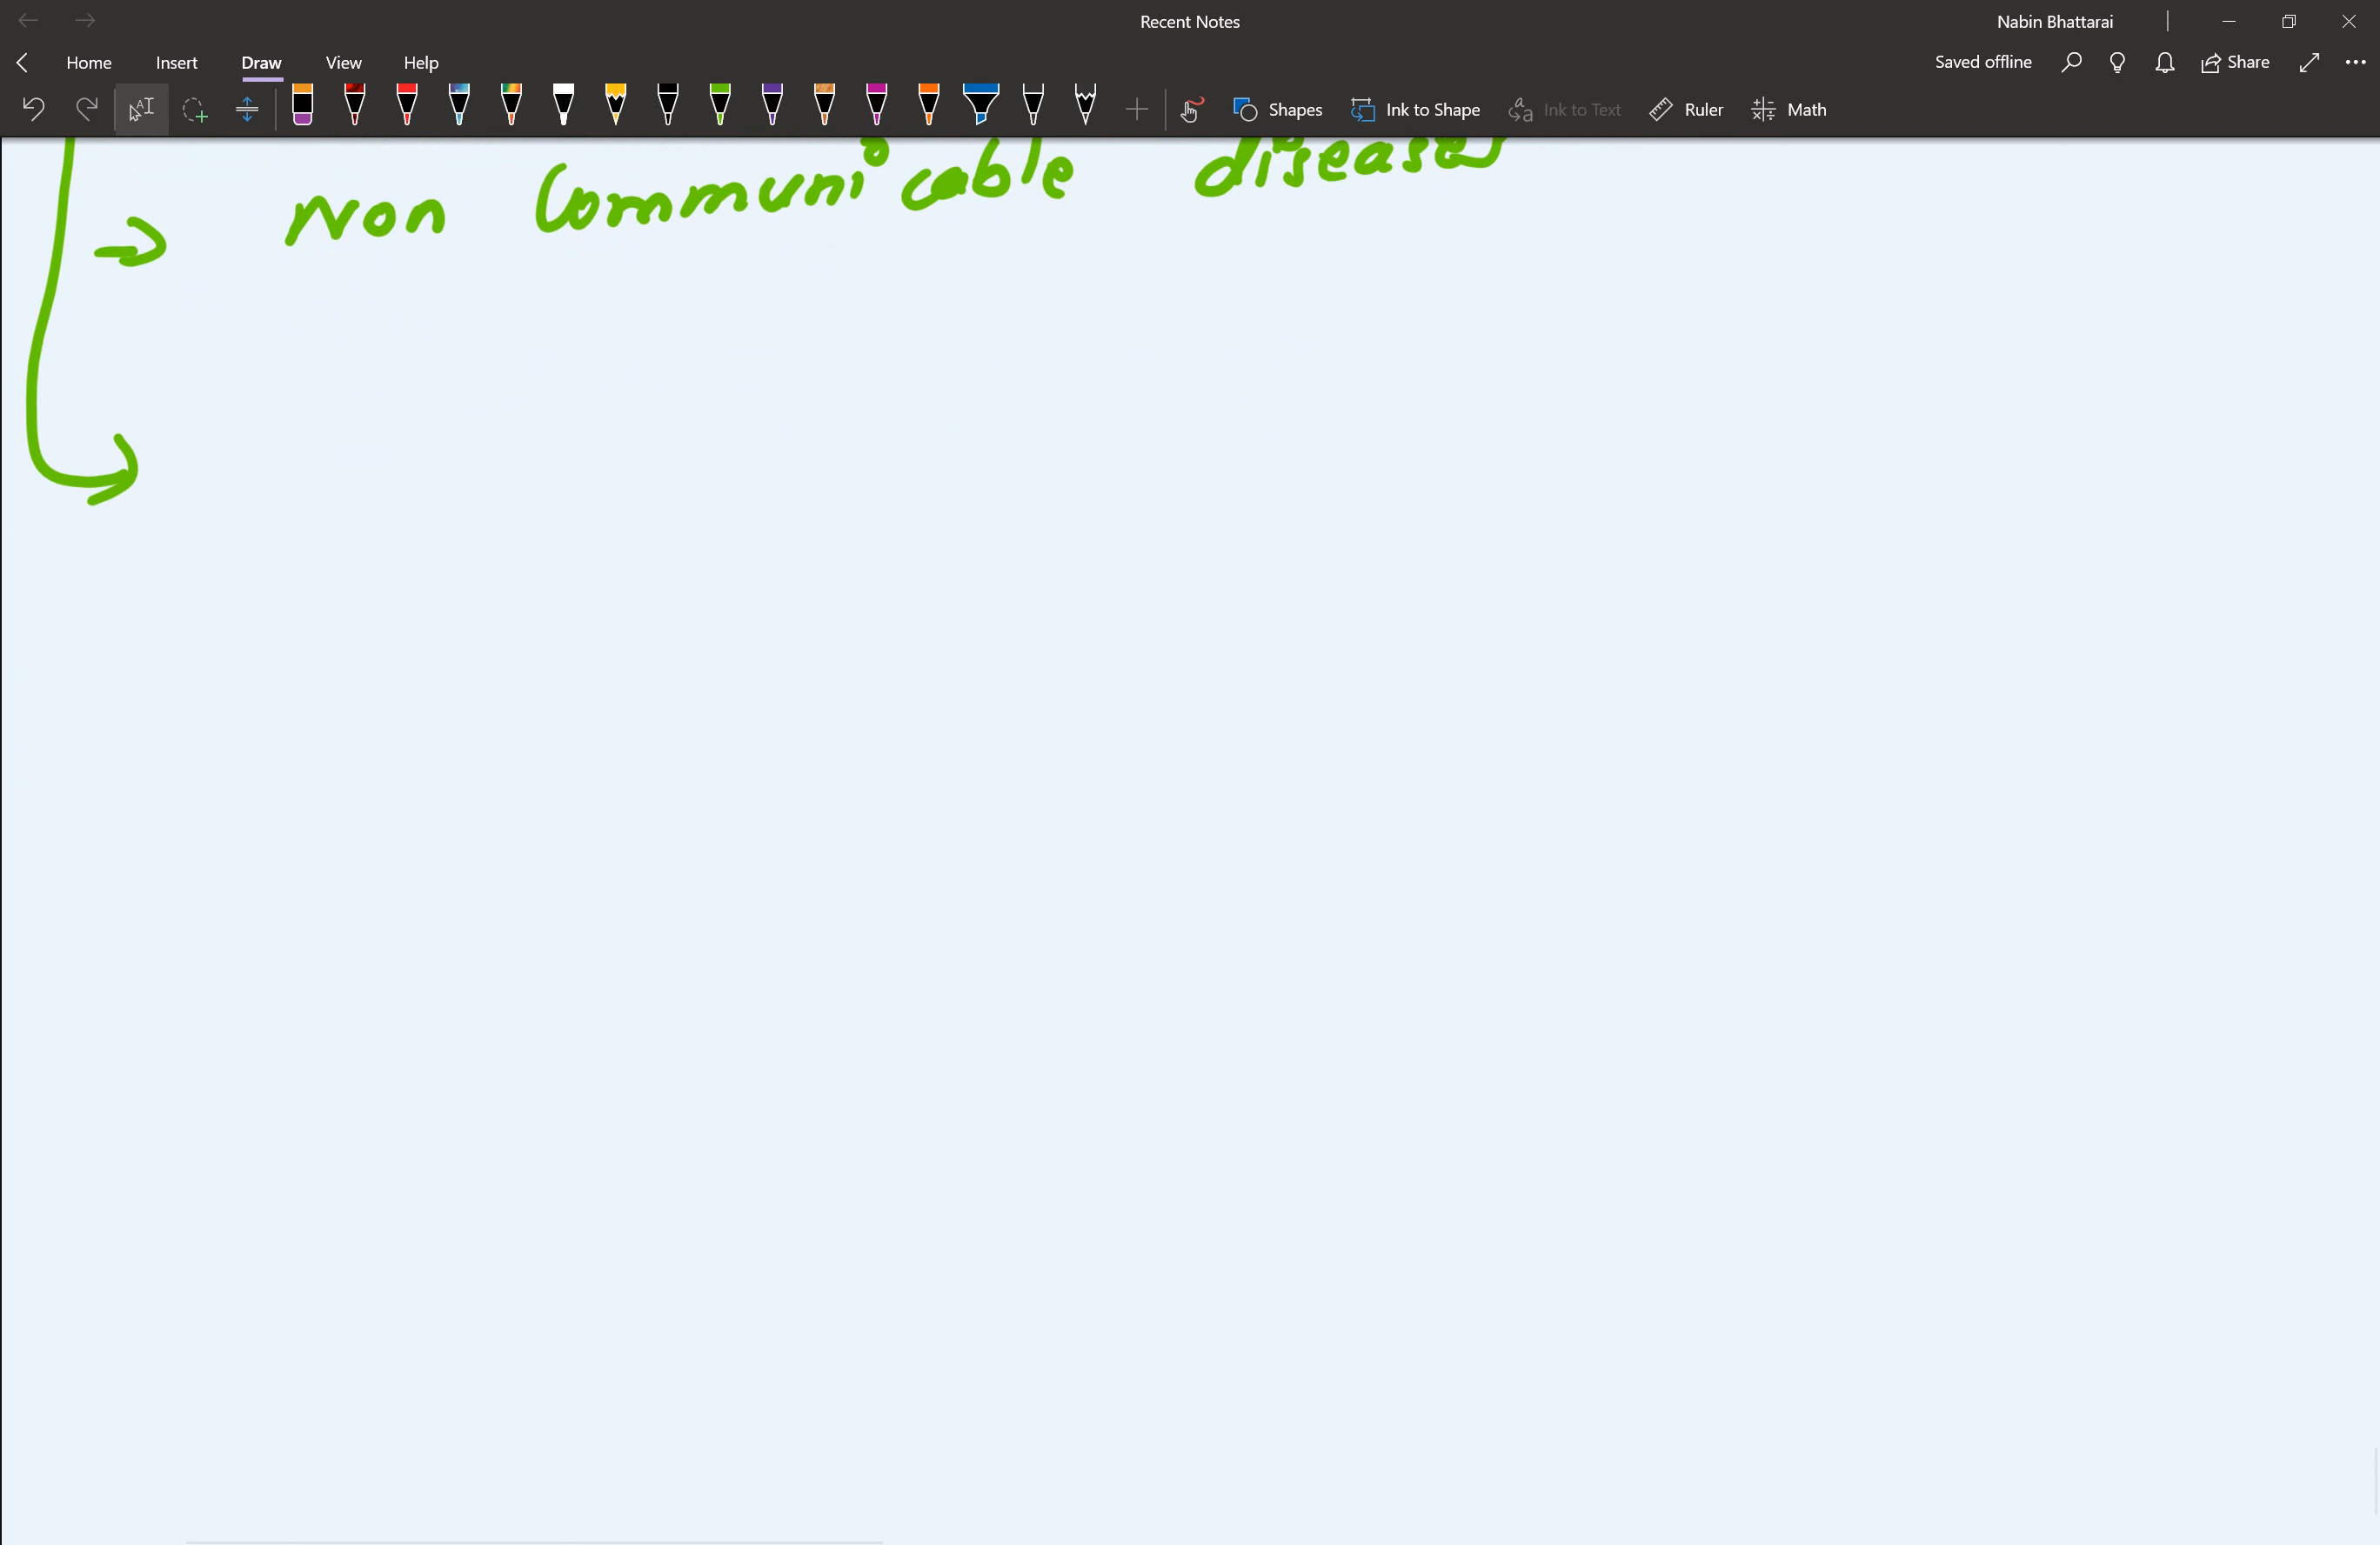 Recent Notes
Nabin Bhattarai
Home Insert Draw View Help
Saved offline
Share
Shapes Ink to Shape Ink to Text Ruler Math
⇒ Non Communicable diseases